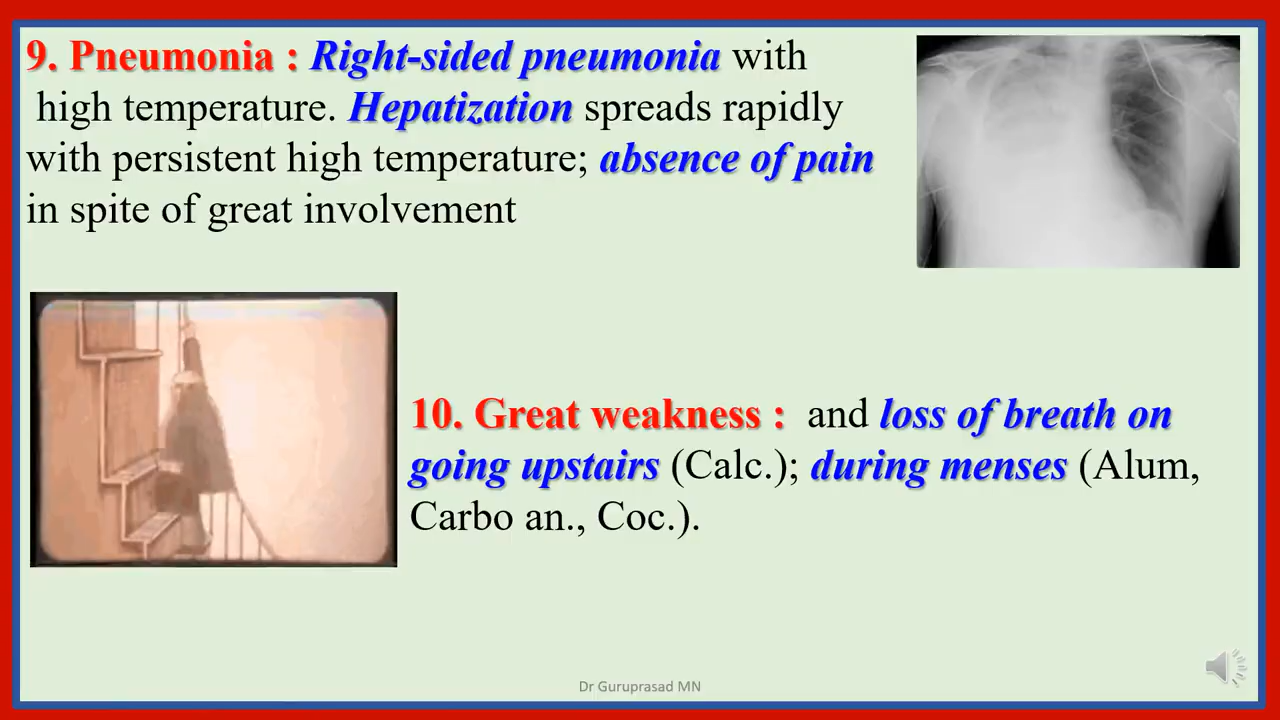 9. Pneumonia : Right-sided pneumonia with
high temperature. Hepatization spreads rapidly
with persistent high temperature; absence of pain
in spite of great involvement
10. Great weakness : and loss of breath on
going upstairs (Calc.); during menses (Alum,
Carbo an., Coc.).
Dr Guruprasad MN